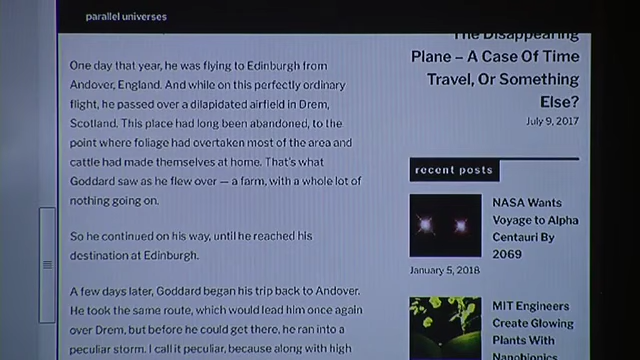 parallel universes
One day that year, he was flying to Edinburgh from
Andover, England. And while on this perfectly ordinary
flight, he passed over a dilapidated airfield in Drem,
Scotland. This place had long been abandoned, to the
point where foliage had overtaken most of the area and
cattle had made themselves at home. That's what
Goddard saw as he flew over — a farm, with a whole lot of
nothing going on.
So he continued on his way, until he reached his
destination at Edinburgh.
A few days later, Goddard began his trip back to Andover.
He took the same route, which would lead him once again
over Drem, but before he could get there, he ran into a
peculiar storm. I call it peculiar, because along with high
The Disappearing
Plane – A Case Of Time
Travel, Or Something
Else?
July 9, 2017
recent posts
NASA Wants
Voyage to Alpha
Centauri By
2069
January 5, 2018
MIT Engineers
Create Glowing
Plants With
Nanobionics